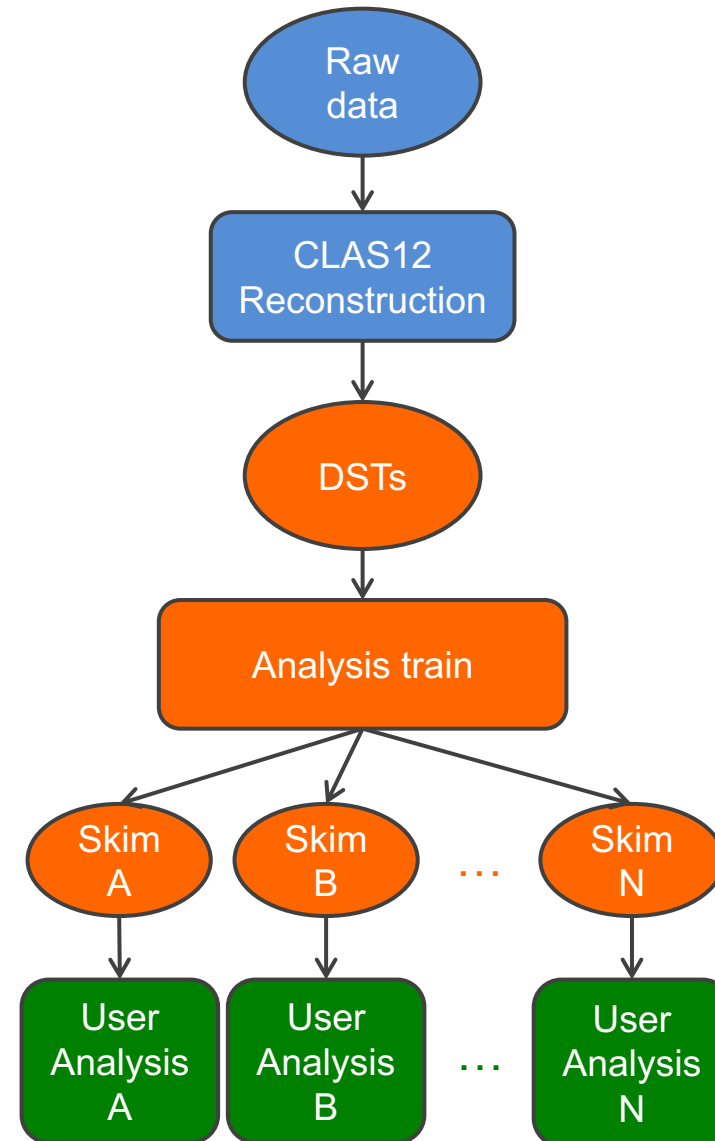 Raw
data
CLAS12
Reconstruction
DSTs
Analysis train
Skim
A
Skim
B
...
Skim
N
User
Analysis
A
User
Analysis
B
...
User
Analysis
N